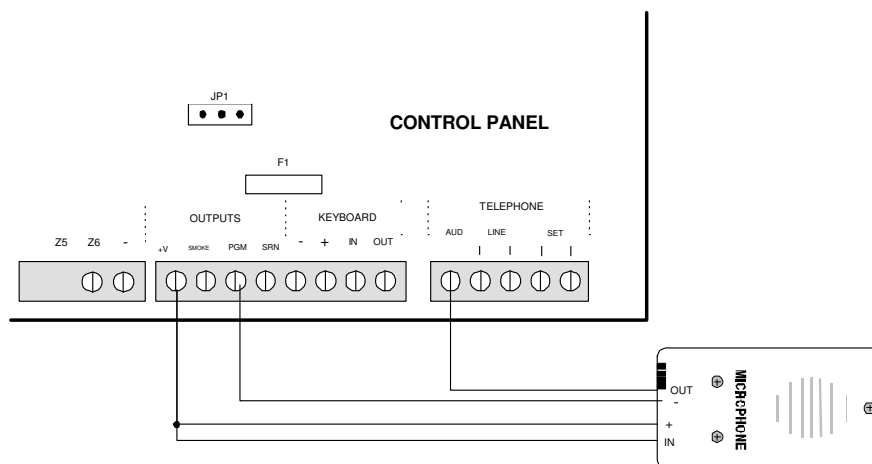 JP1
CONTROL PANEL
F1
OUTPUTS
KEYBOARD
TELEPHONE
Z5 Z6 -
+V SMOKE PGM SRN - + IN OUT
AUD LINE SET
OUT
-
+
IN
MICROPHONE